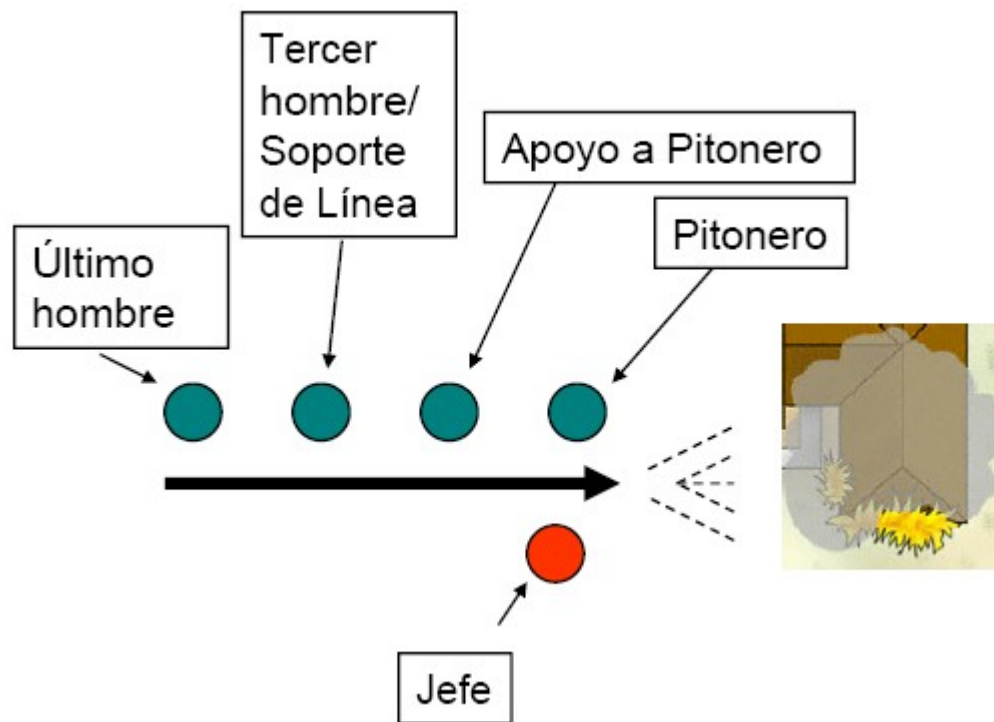 Tercer
hombre/
Soporte
de Línea
Apoyo a Pitonero
Pitonero
Último
hombre
Jefe